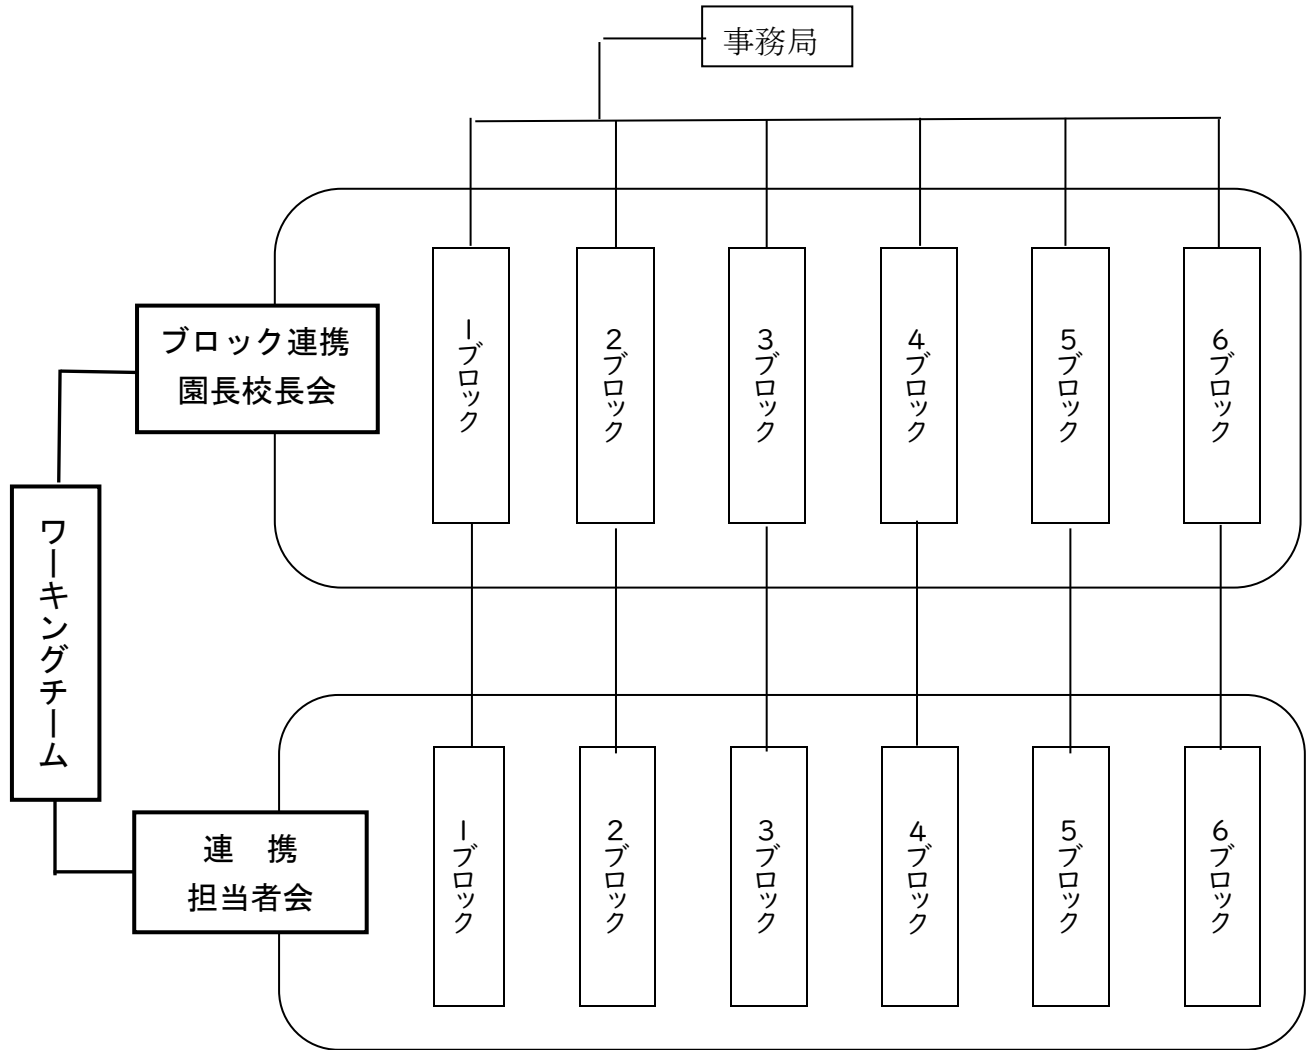 事務局
ブロック連携
園長校長会
1ブロック
2ブロック
3ブロック
4ブロック
5ブロック
6ブロック
ワーキングチーム
連　携
担当者会
1ブロック
2ブロック
3ブロック
4ブロック
5ブロック
6ブロック